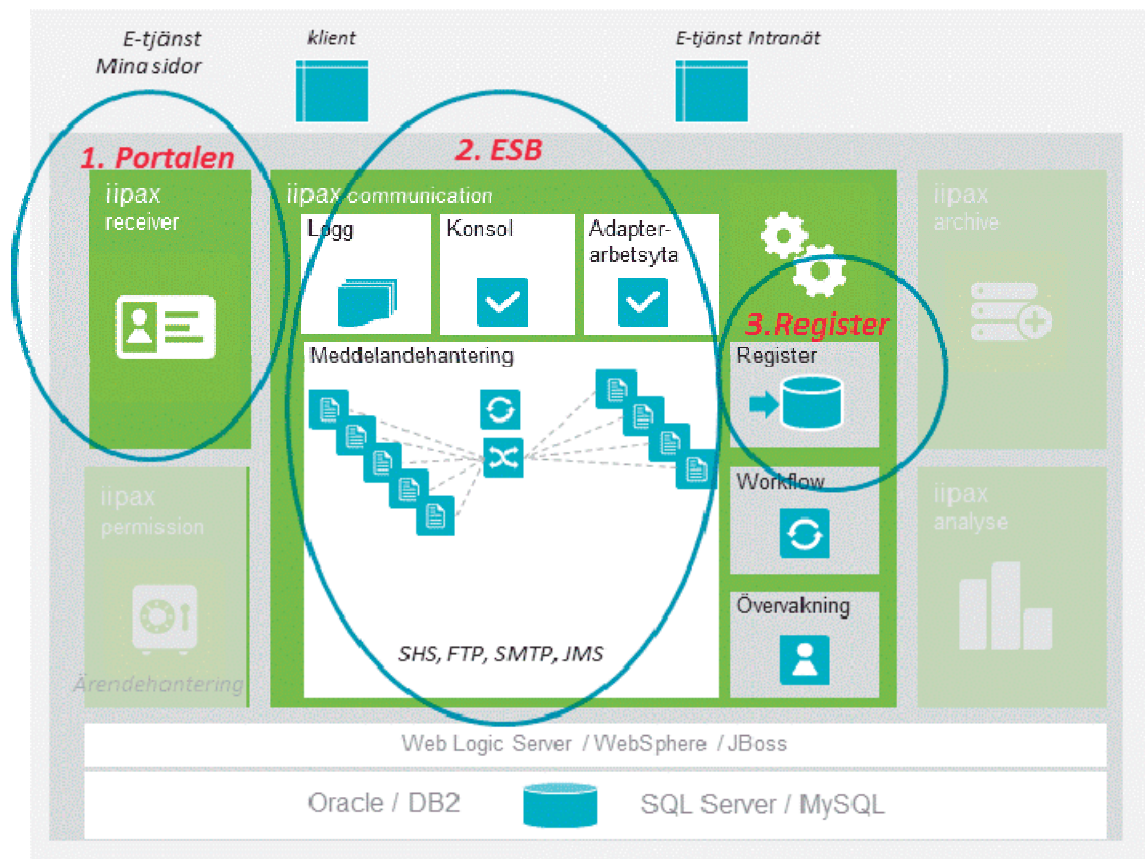 E-tjänst
Mina sidor
klient
E-tjänst Intranät
1. Portalen
2. ESB
iipax
receiver
iipax communication
Logg
Konsol
Adapter-
arbetsyta
iipax
archive
3.Register
Meddelandehantering
Register
iipax
permission
Workflow
iipax
analyse
Övervakning
SHS, FTP, SMTP, JMS
Ärendehantering
Web Logic Server / WebSphere / JBoss
Oracle / DB2
SQL Server / MySQL